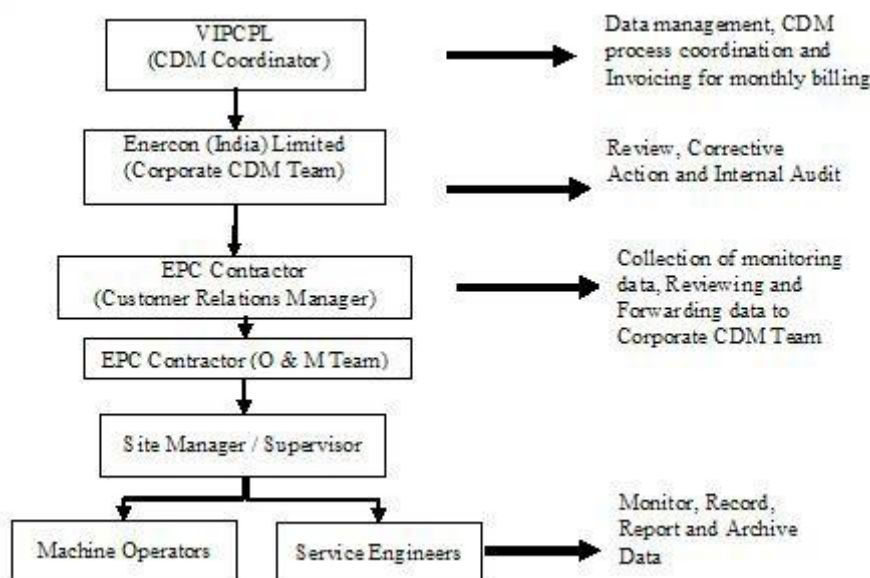 VIPCPL
(CDM Coordinator)
Data management, CDM
process coordination and
Invoicing for monthly billing
Enercon (India) Limited
(Corporate CDM Team)
Review, Corrective
Action and Internal Audit
EPC Contractor
(Customer Relations Manager)
Collection of monitoring
data, Reviewing and
Forwarding data to
Corporate CDM Team
EPC Contractor (O & M Team)
Site Manager / Supervisor
Machine Operators
Service Engineers
Monitor, Record,
Report and Archive
Data